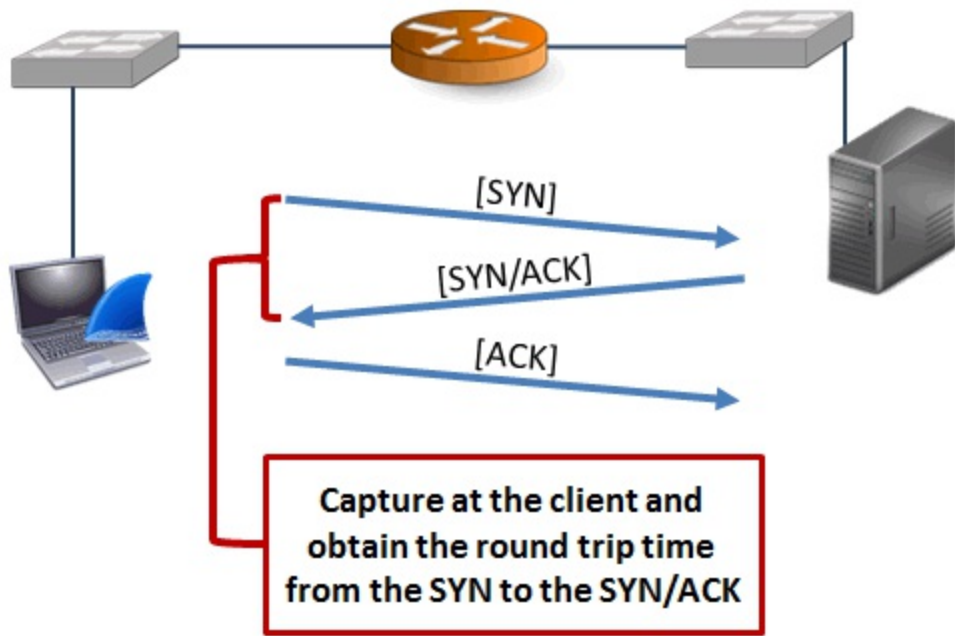 [SYN]
[SYN/ACK]
[ACK]
Capture at the client and
obtain the round trip time
from the SYN to the SYN/ACK